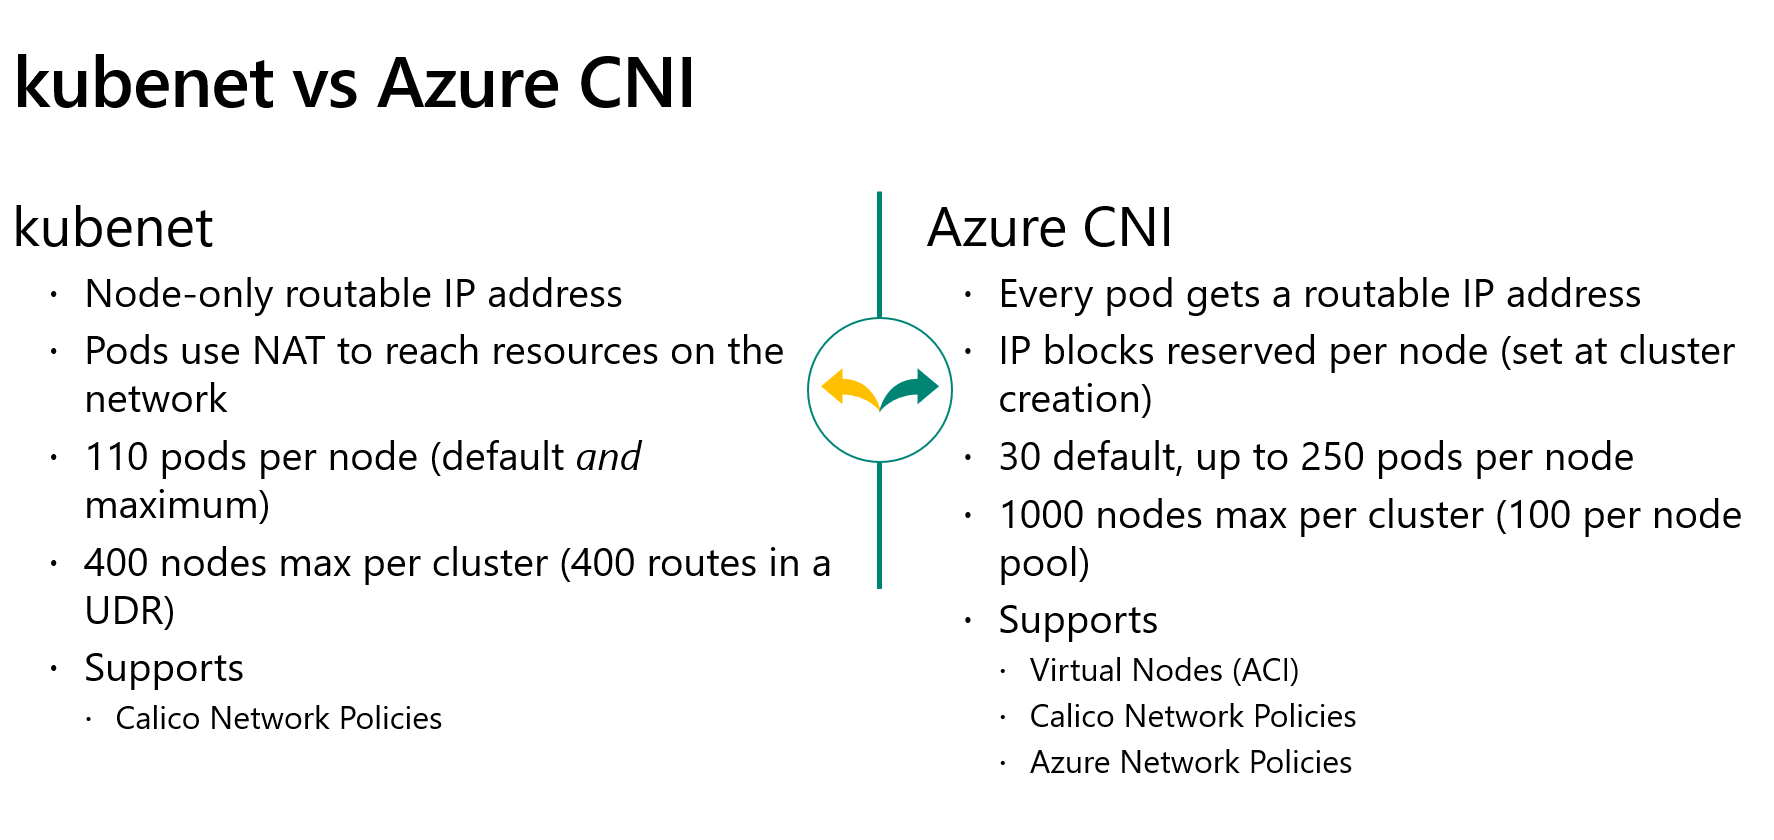 kubenet vs Azure CNI
kubenet
· Node-only routable IP address
· Pods use NAT to reach resources on the
network
· 110 pods per node (default and
maximum)
· 400 nodes max per cluster (400 routes in a
UDR)
· Supports
· Calico Network Policies
Azure CNI
· Every pod gets a routable IP address
· IP blocks reserved per node (set at cluster
creation)
· 30 default, up to 250 pods per node
· 1000 nodes max per cluster (100 per node
pool)
· Supports
· Virtual Nodes (ACI)
· Calico Network Policies
· Azure Network Policies